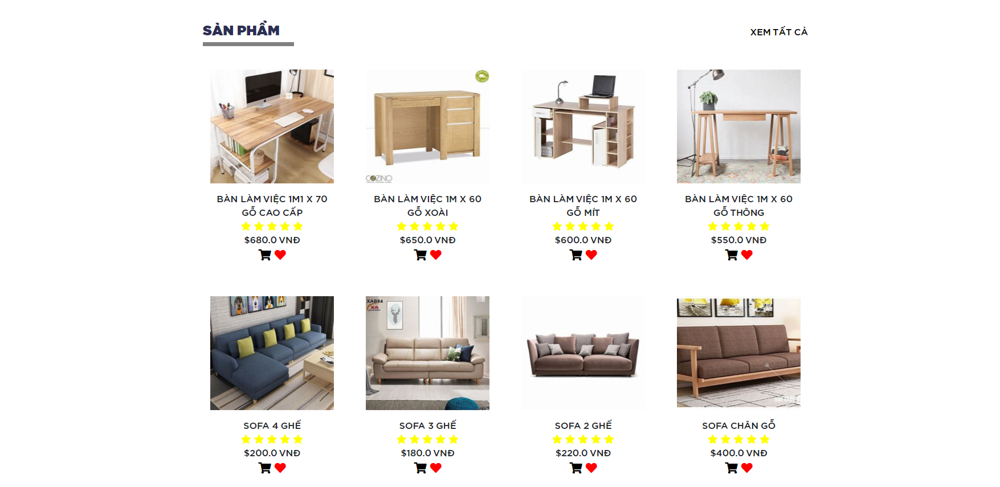 SẢN PHẨM
XEM TẤT CẢ
COZINO
BÀN LÀM VIỆC 1M1 X 70
GỖ CAO CẤP
$680.0 VNĐ
BÀN LÀM VIỆC 1M X 60
GỖ XOÀI
$650.0 VNĐ
BÀN LÀM VIỆC 1M X 60
GỖ MÍT
$600.0 VNĐ
BÀN LÀM VIỆC 1M X 60
GỖ THÔNG
$550.0 VNĐ
XAB84
XA
SOFA 4 GHẾ
$200.0 VNĐ
SOFA 3 GHẾ
$180.0 VNĐ
SOFA 2 GHẾ
$220.0 VNĐ
SOFA CHÂN GỖ
$400.0 VNĐ